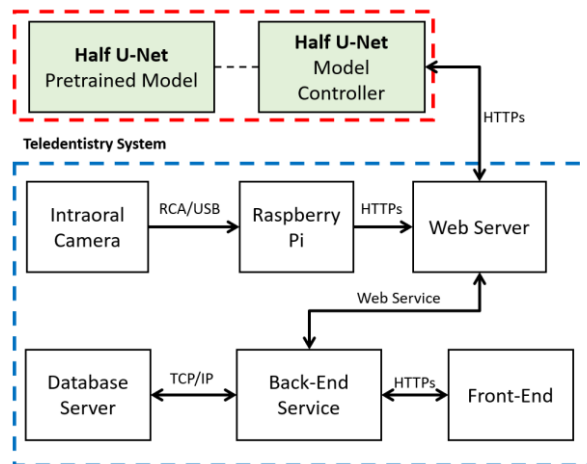 Half U-Net
Pretrained Model
Half U-Net
Model
Controller
HTTPs
Teledentistry System
Intraoral
Camera
RCA/USB
Raspberry
Pi
HTTPs
Web Server
Web Service
Database
Server
TCP/IP
Back-End
Service
HTTPs
Front-End